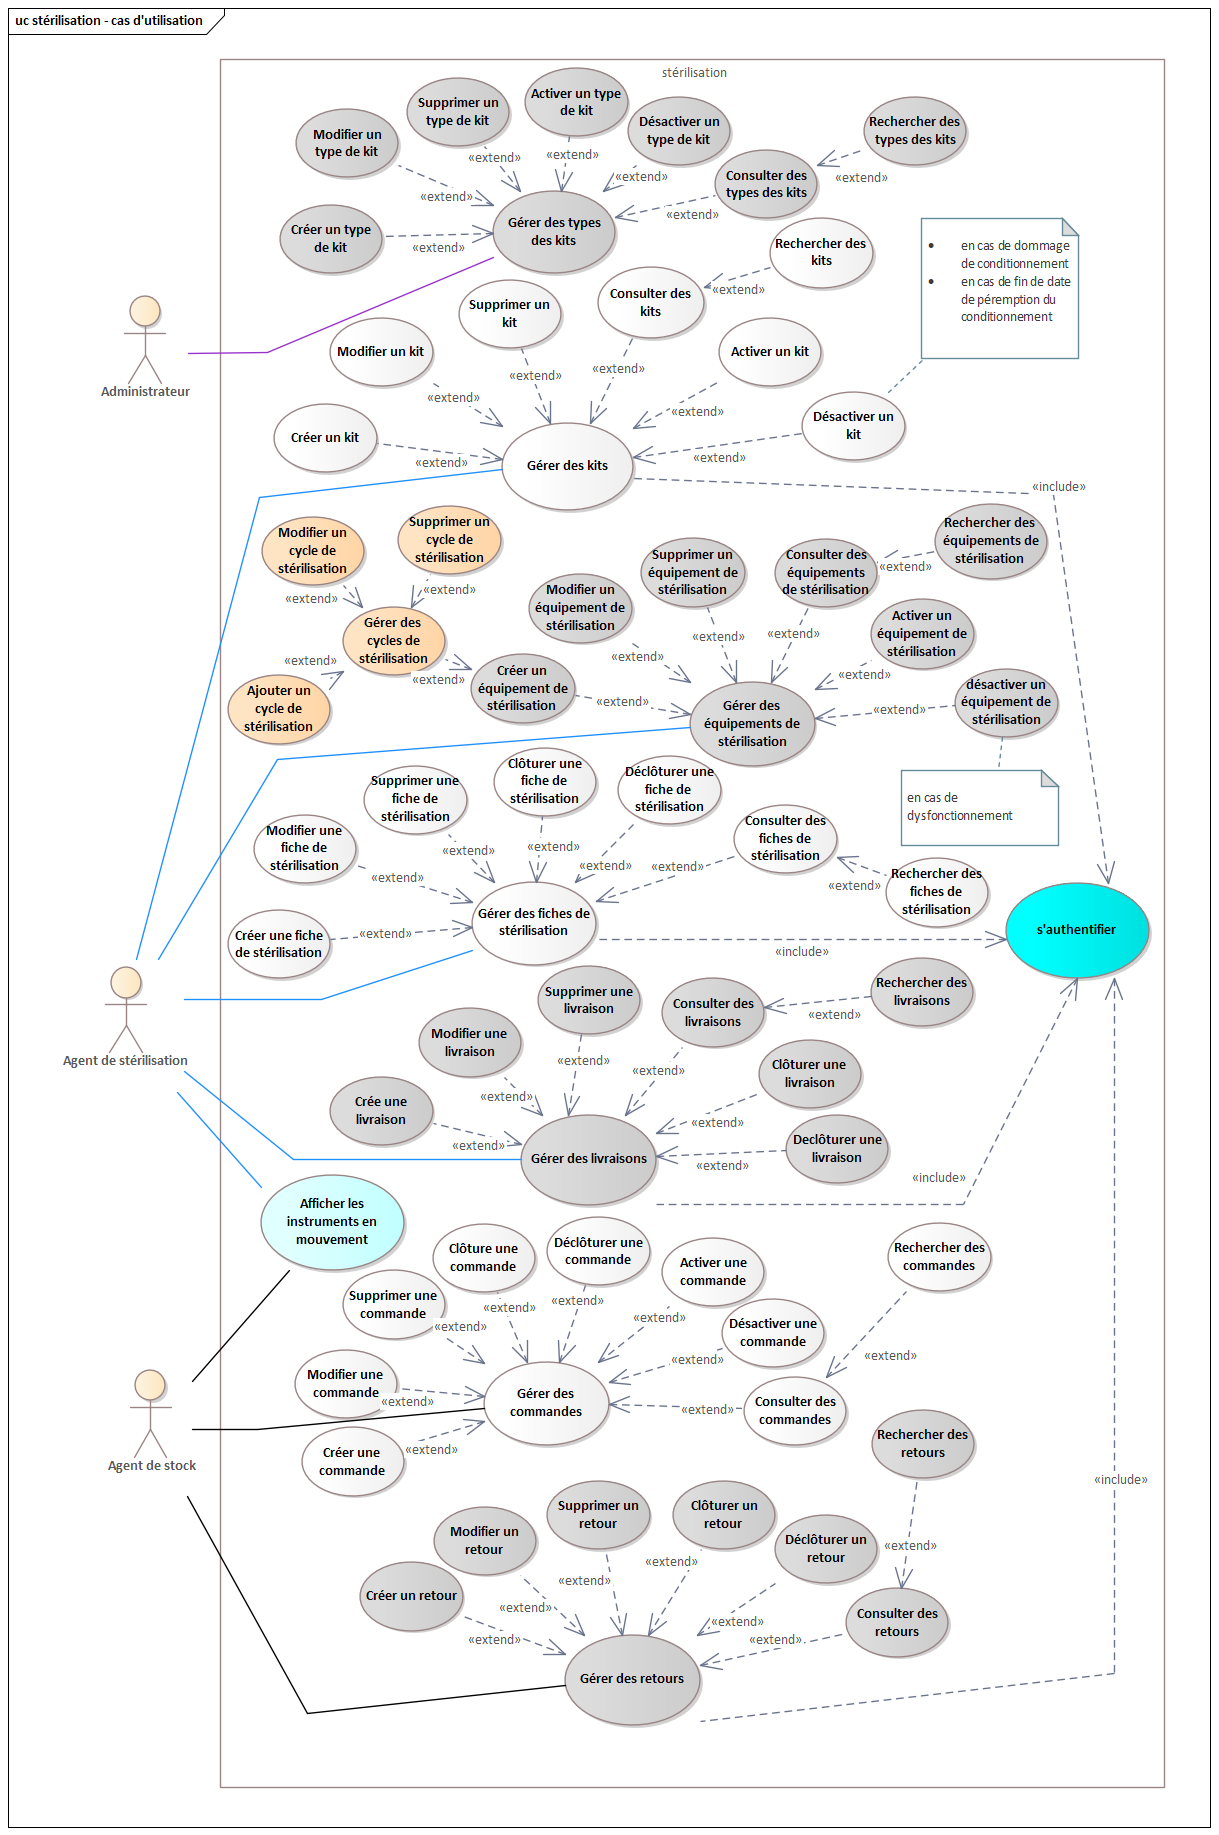 uc stérilisation - cas d'utilisation
stérilisation
Activer un type
de kit
Supprimer un
type de kit
Modifier un
type de kit
Désactiver un
type de kit
Rechercher des
types des kits
Consulter des
types des kits
«extend»
«extend»
«extend»
«extend»
«extend»
«extend»
«extend»
Créer un type
de kit
Gérer des types
des kits
Rechercher des
kits
en cas de dommage
de conditionnement
en cas de fin de date
de péremption du
conditionnement
Administrateur
Supprimer un
kit
Consulter des
kits
«extend»
Modifier un kit
Activer un kit
«extend»
«extend»
«extend»
«extend»
Créer un kit
Désactiver un
kit
«extend»
«extend»
Gérer des kits
«include»
Modifier un
cycle de
stérilisation
Supprimer un
cycle de
stérilisation
«extend»
«extend»
Gérer des
cycles de
stérilisation
«extend»
«extend»
Ajouter un
cycle de
stérilisation
Créer un
équipement de
stérilisation
Modifier un
équipement de
stérilisation
Supprimer un
équipement de
stérilisation
Consulter des
équipements
de stérilisation
Rechercher des
équipements de
stérilisation
«extend»
Activer un
équipement de
stérilisation
«extend»
«extend»
«extend»
«extend»
«extend»
«extend»
désactiver un
équipement de
stérilisation
Gérer des
équipements de
stérilisation
en cas de
dysfonctionnement
Supprimer une
fiche de
stérilisation
Clôturer une
fiche de
stérilisation
Déclôturer une
fiche de
stérilisation
Modifier une
fiche de
stérilisation
Consulter des
fiches de
stérilisation
Rechercher des
fiches de
stérilisation
«extend»
«extend»
«extend»
«extend»
«extend»
«extend»
«extend»
Créer une fiche
de stérilisation
Gérer des fiches de
stérilisation
s'authentifier
«include»
Agent de stérilisation
Supprimer une
livraison
Consulter des
livraisons
Rechercher des
livraisons
«extend»
Modifier une
livraison
Clôturer une
livraison
«extend»
«extend»
«extend»
«extend»
Crée une
livraison
«extend»
Declôturer une
livraison
«extend»
Gérer des livraisons
«include»
Afficher les
instruments en
mouvement
Clôture une
commande
Déclôturer une
commande
Activer une
commande
Rechercher des
commandes
Supprimer une
commande
Désactiver une
commande
«extend»
«extend»
«extend»
«extend»
«extend»
«extend»
Modifier une
commande
«extend»
Gérer des
commandes
«extend»
Consulter des
commandes
Créer une
commande
«extend»
Agent de stock
Rechercher des
retours
«include»
Supprimer un
retour
Clôturer un
retour
Modifier un
retour
Déclôturer un
retour
«extend»
«extend»
«extend»
Créer un retour
«extend»
«extend»
«extend»
«extend»
Consulter des
retours
Gérer des retours